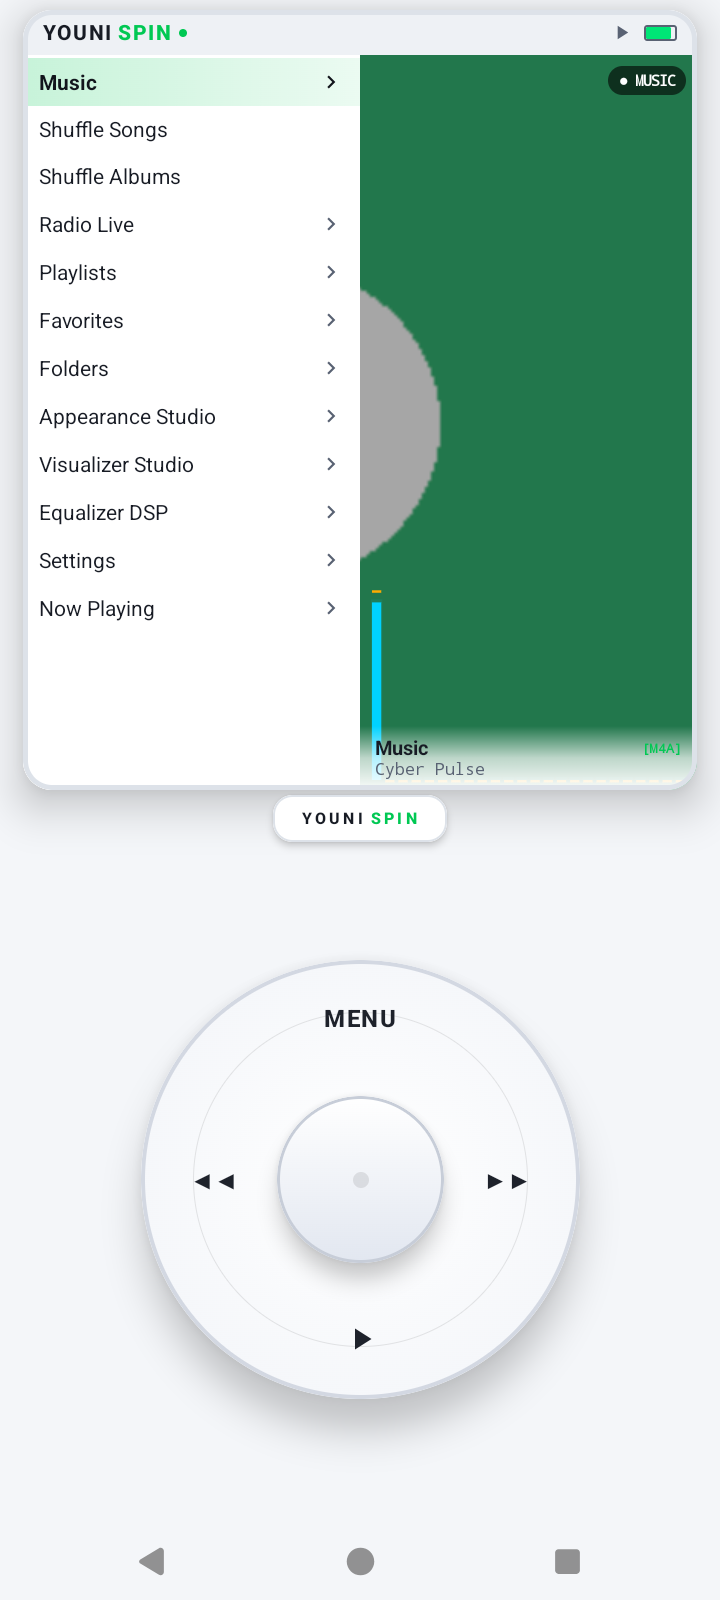 YOUNI SPIN
Music
Shuffle Songs
Shuffle Albums
Radio Live
Playlists
Favorites
Folders
Appearance Studio
Visualizer Studio
Equalizer DSP
Settings
Now Playing
MUSIC
Music
[M4A]
Cyber Pulse
YOUNI SPIN
MENU